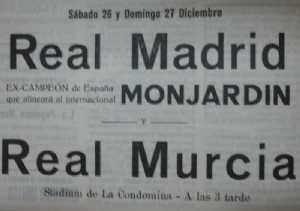 Sábado 26 y Domingo 27 Diciembre
Real Madrid
EX-CAMPEÓN de España
que alineará al internacional MONJARDIN
y
Real Murcia
Stadium de La Condomina - A las 3 tarde